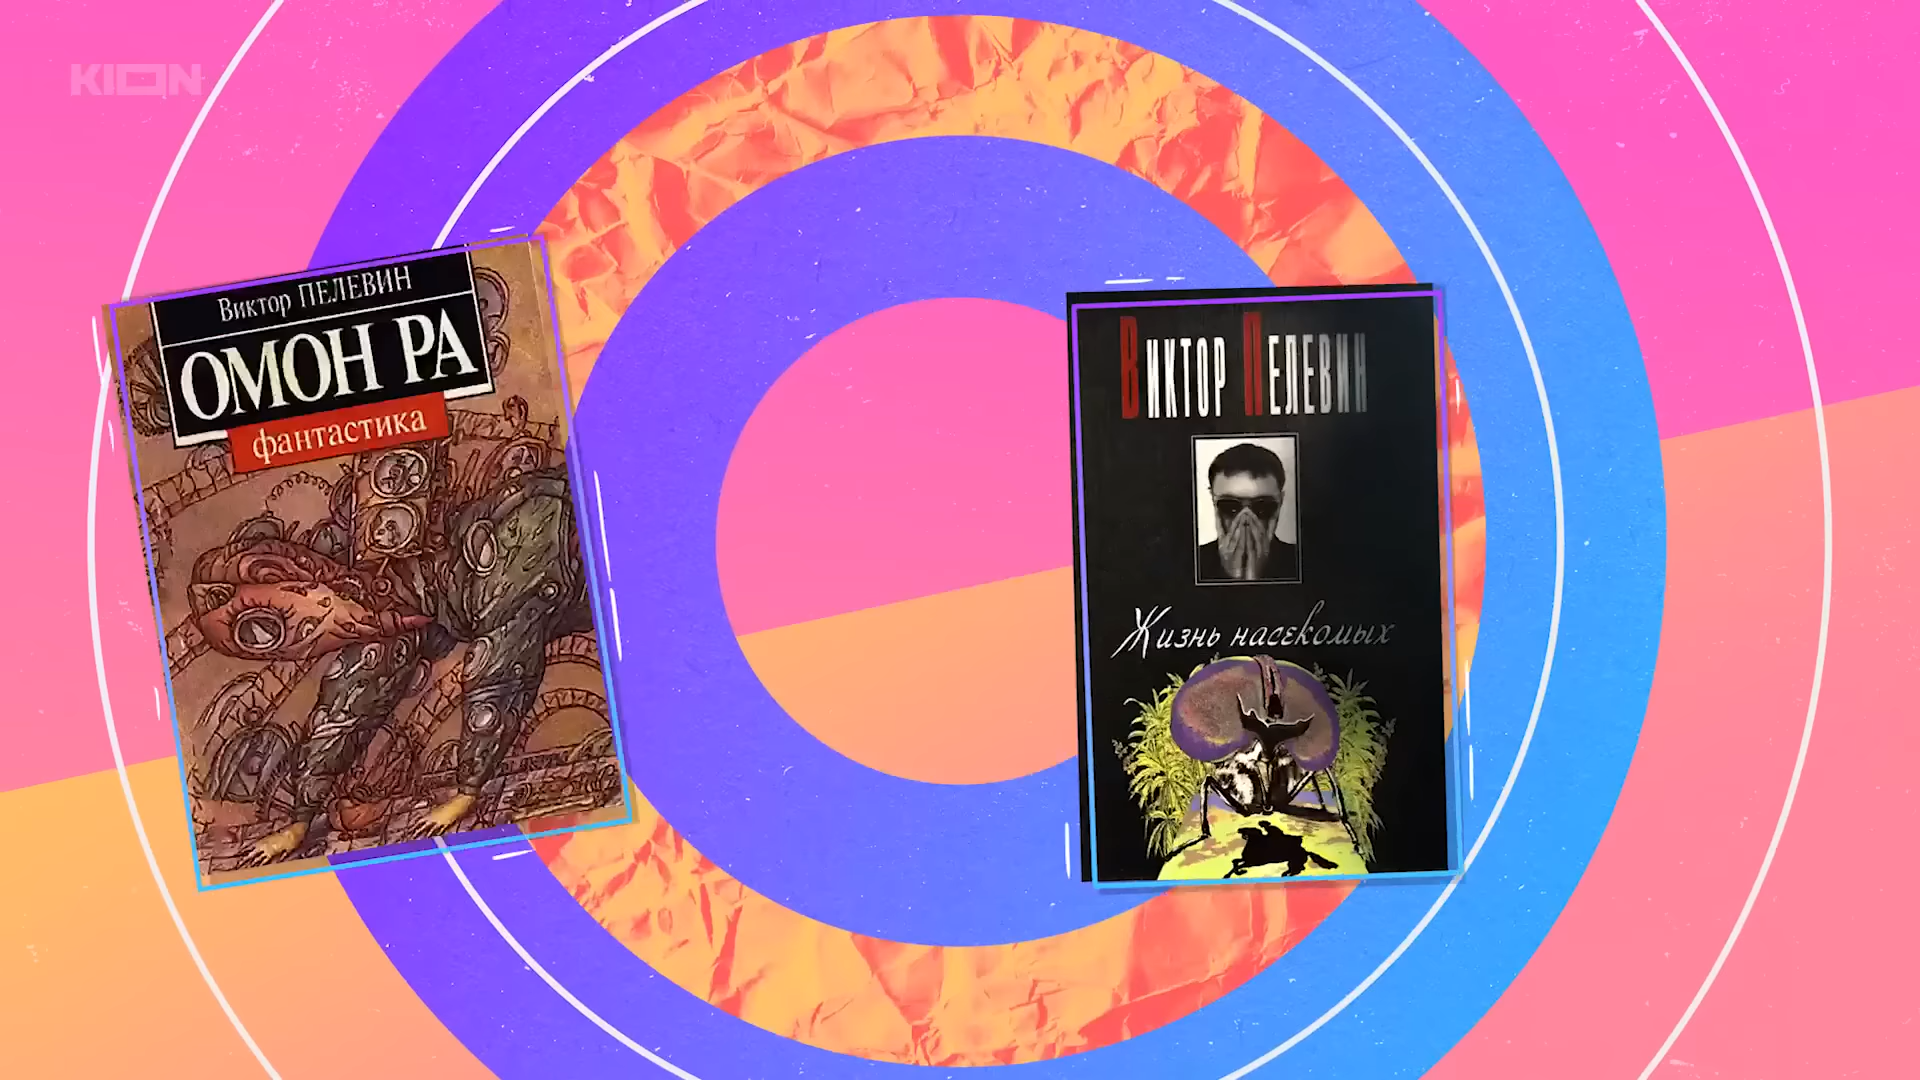 KION
Виктор ПЕЛЕВИН
ОМОН РА
фантастика
Виктор Пелевин
Жизнь насекомых